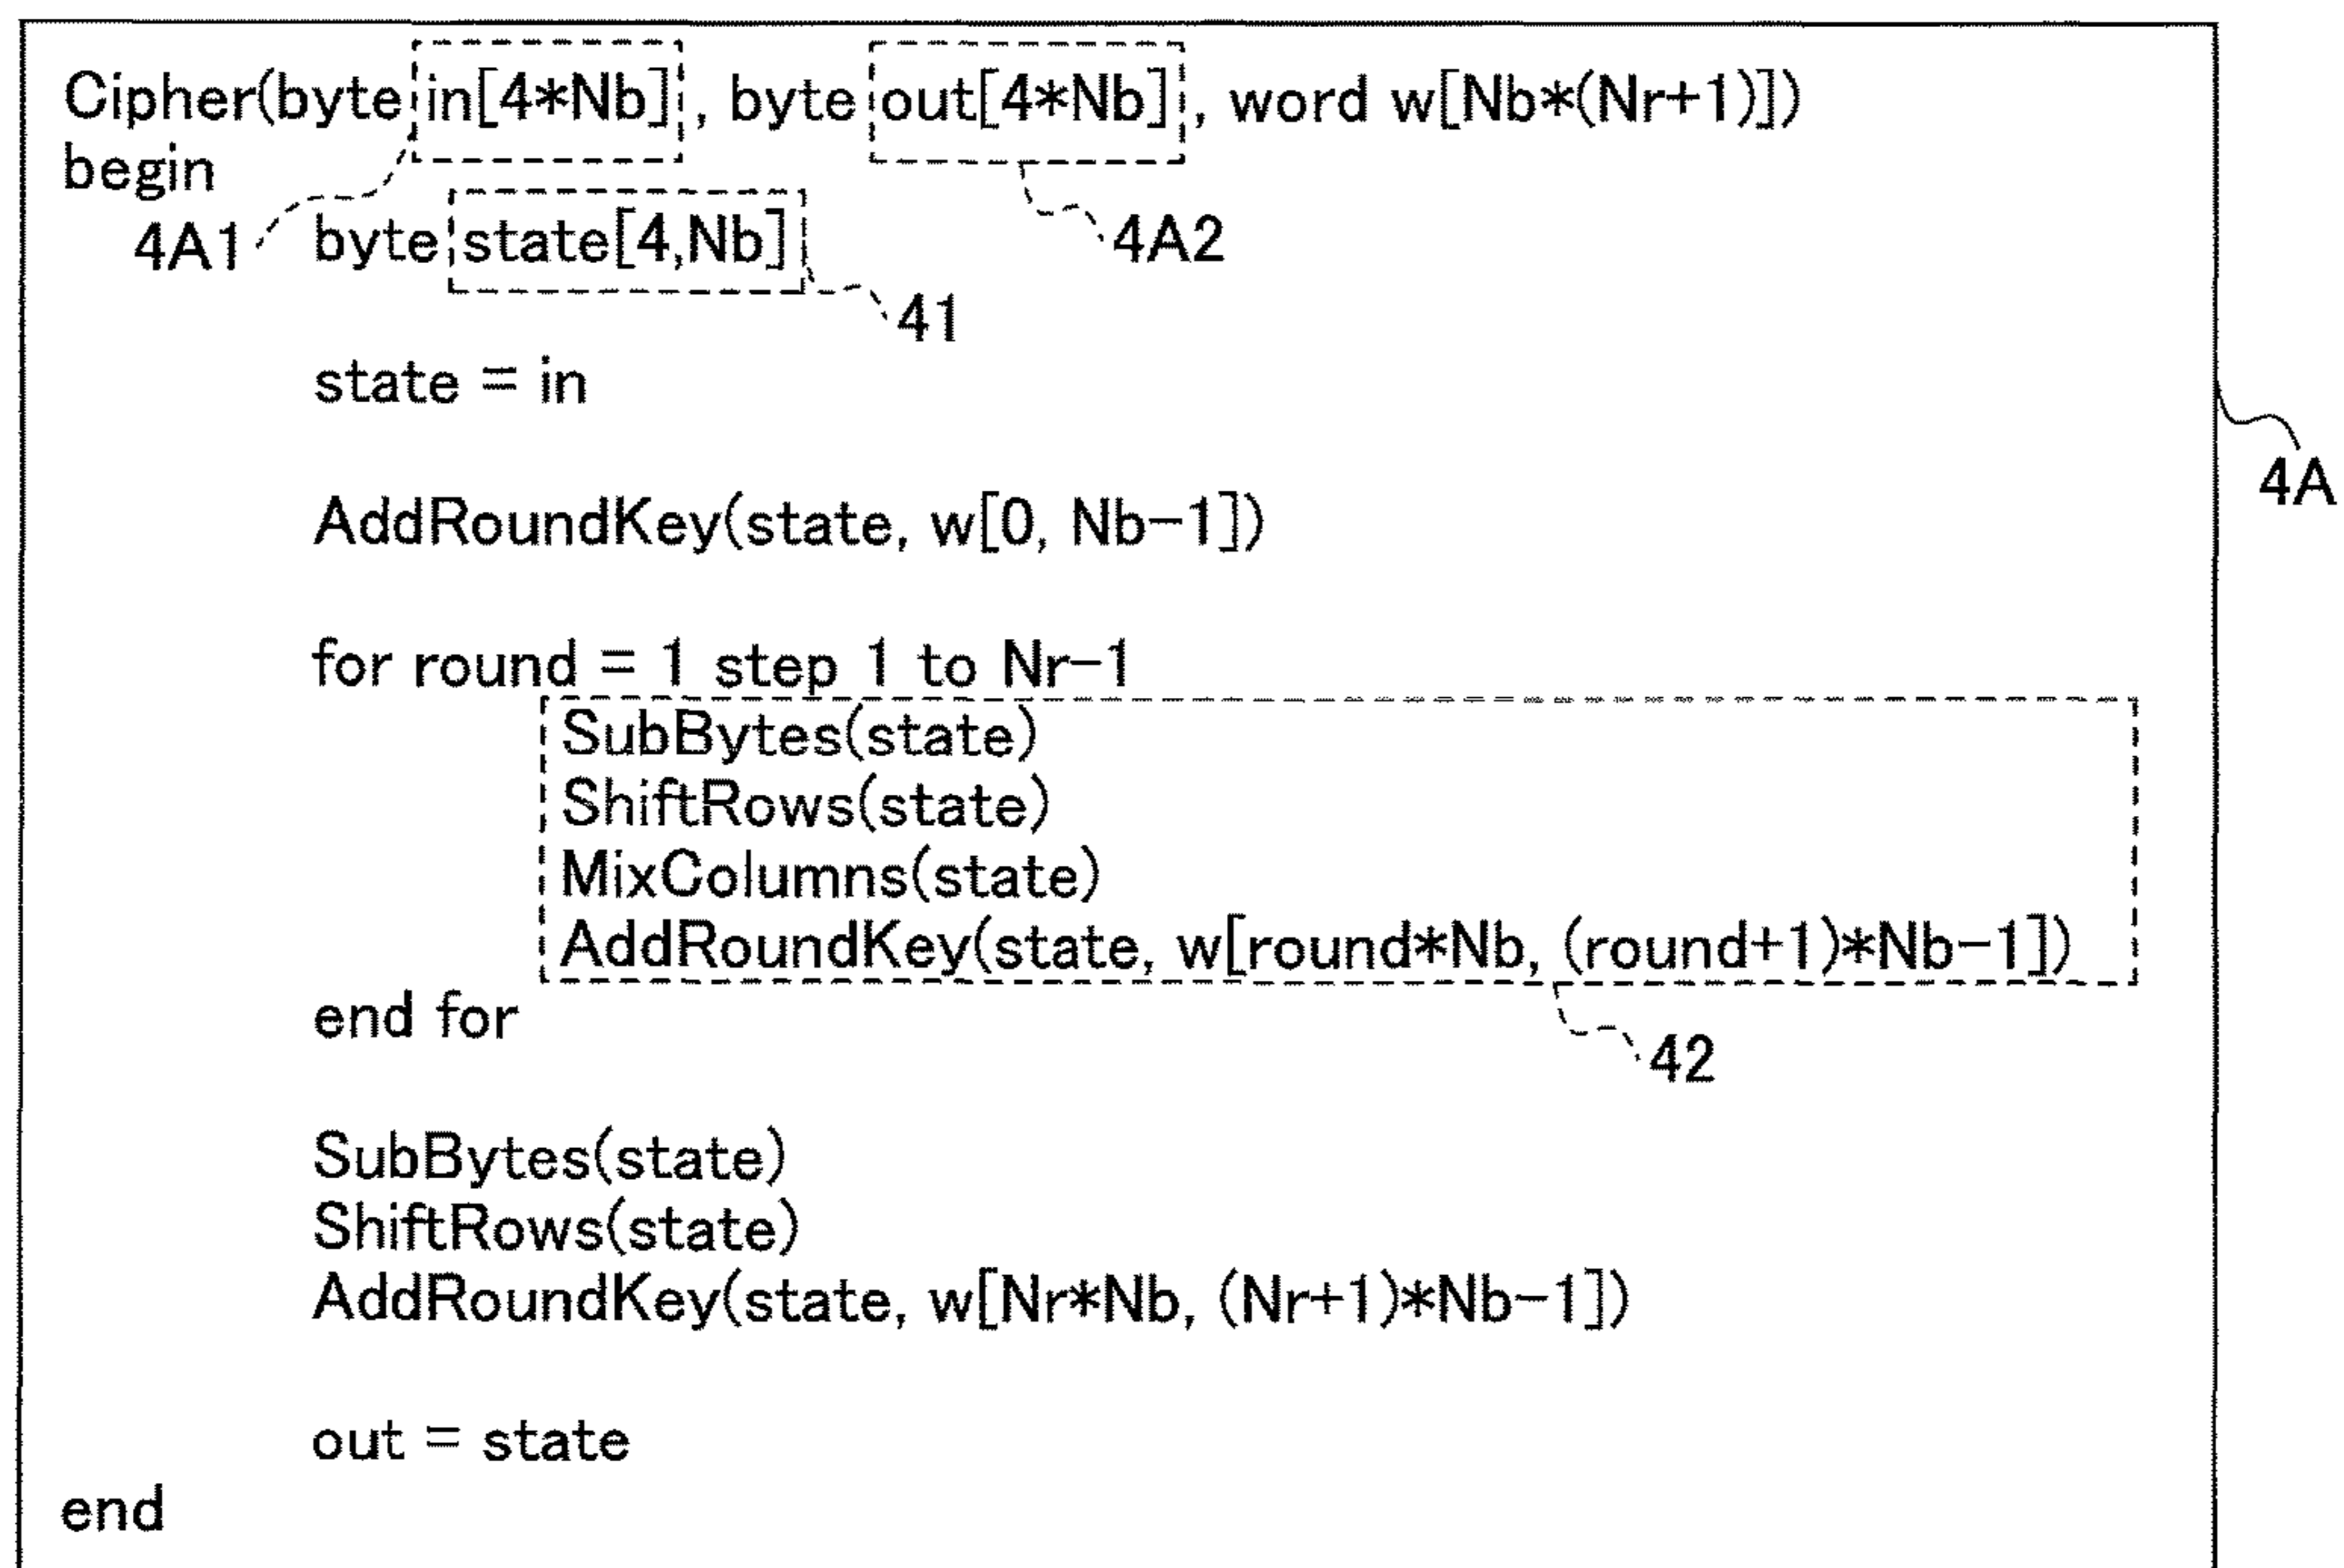 Cipher(byte in[4*Nb], byte out[4*Nb], word w[Nb*(Nr+1)])
begin
4A1 byte state[4,Nb] 4A2
41
state = in
4A
AddRoundKey(state, w[0, Nb-1])
for round = 1 step 1 to Nr-1
SubBytes(state)
ShiftRows(state)
MixColumns(state)
AddRoundKey(state, w[round*Nb, (round+1)*Nb-1])
end for
42
SubBytes(state)
ShiftRows(state)
AddRoundKey(state, w[Nr*Nb, (Nr+1)*Nb-1])
out = state
end